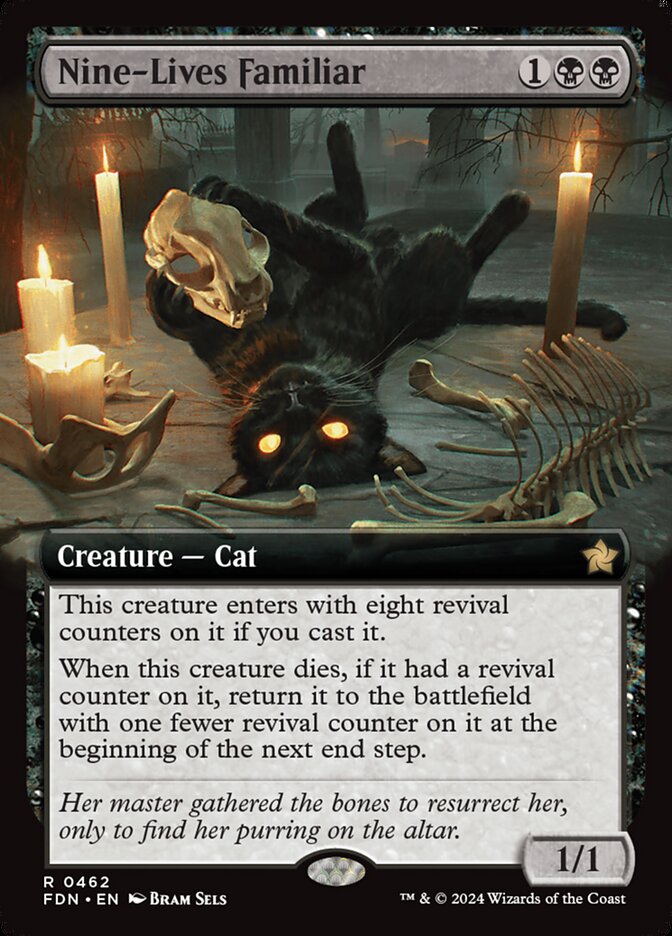 Nine-Lives Familiar 1
Creature — Cat
This creature enters with eight revival
counters on it if you cast it.
When this creature dies, if it had a revival
counter on it, return it to the battlefield
with one fewer revival counter on it at the
beginning of the next end step.
Her master gathered the bones to resurrect her,
only to find her purring on the altar.
1/1
R 0462
FDN • EN Bram Sels
™ & © 2024 Wizards of the Coast